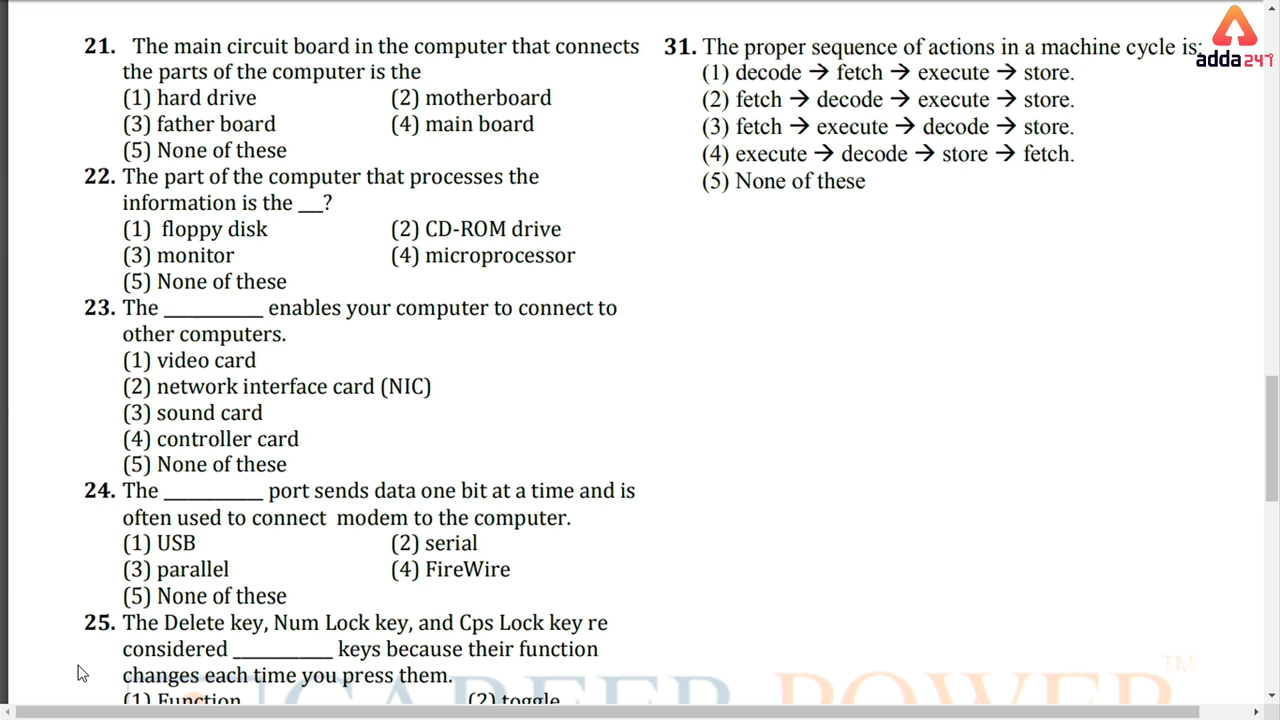 21. The main circuit board in the computer that connects
the parts of the computer is the
(1) hard drive (2) motherboard
(3) father board (4) main board
(5) None of these
22. The part of the computer that processes the
information is the __?
(1) floppy disk (2) CD-ROM drive
(3) monitor (4) microprocessor
(5) None of these
23. The _________ enables your computer to connect to
other computers.
(1) video card
(2) network interface card (NIC)
(3) sound card
(4) controller card
(5) None of these
24. The _________ port sends data one bit at a time and is
often used to connect modem to the computer.
(1) USB (2) serial
(3) parallel (4) FireWire
(5) None of these
25. The Delete key, Num Lock key, and Cps Lock key re
considered _________ keys because their function
changes each time you press them.
(1) Function (2) toggle
31. The proper sequence of actions in a machine cycle is:
(1) decode → fetch → execute → store.
(2) fetch → decode → execute → store.
(3) fetch → execute → decode → store.
(4) execute → decode → store → fetch.
(5) None of these
adda247
CAREER POWER
TM